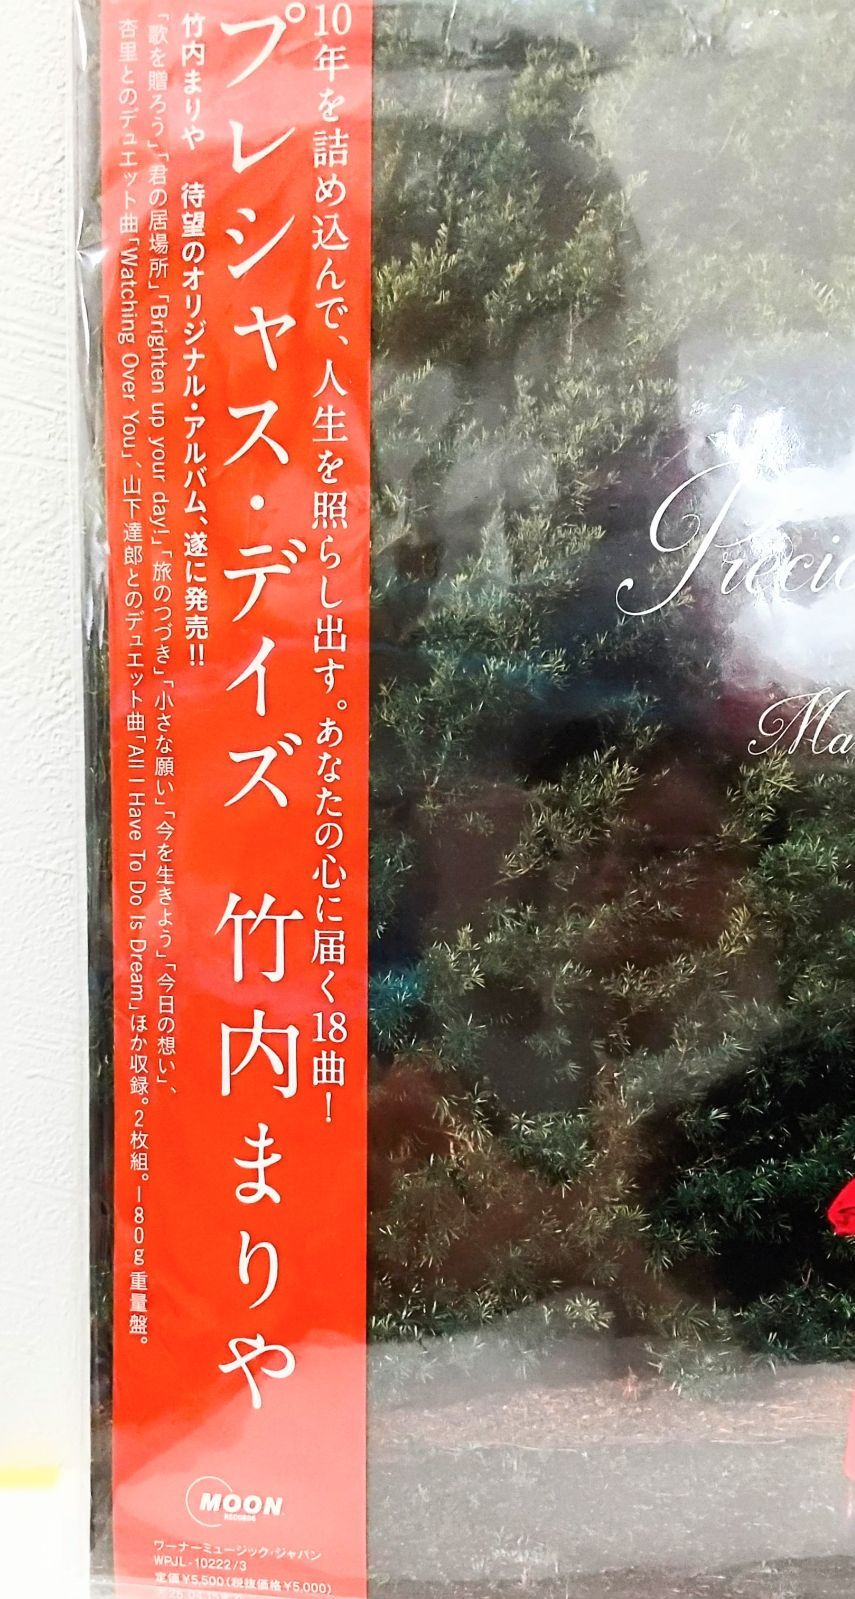 10年を詰め込んで、人生を照らし出す。あなたの心に届く18曲！
プレシャス・デイズ 竹内まりや
竹内まりや 待望のオリジナル・アルバム、遂に発売!!
「歌を贈ろう」「君の居場所」「Brighten up your day!」「旅のつづき」「小さな願い」「今を生きよう」「今日の想い」、
杏里とのデュエット曲「Watching Over You」、山下達郎とのデュエット曲「All I Have To Do Is Dream」ほか収録。2枚組。180g重量盤。
MOON
RECORDS
ワーナーミュージック・ジャパン
WPJL-10222/3
定価¥5,500(税抜価格¥5,000)
Precio
Ma